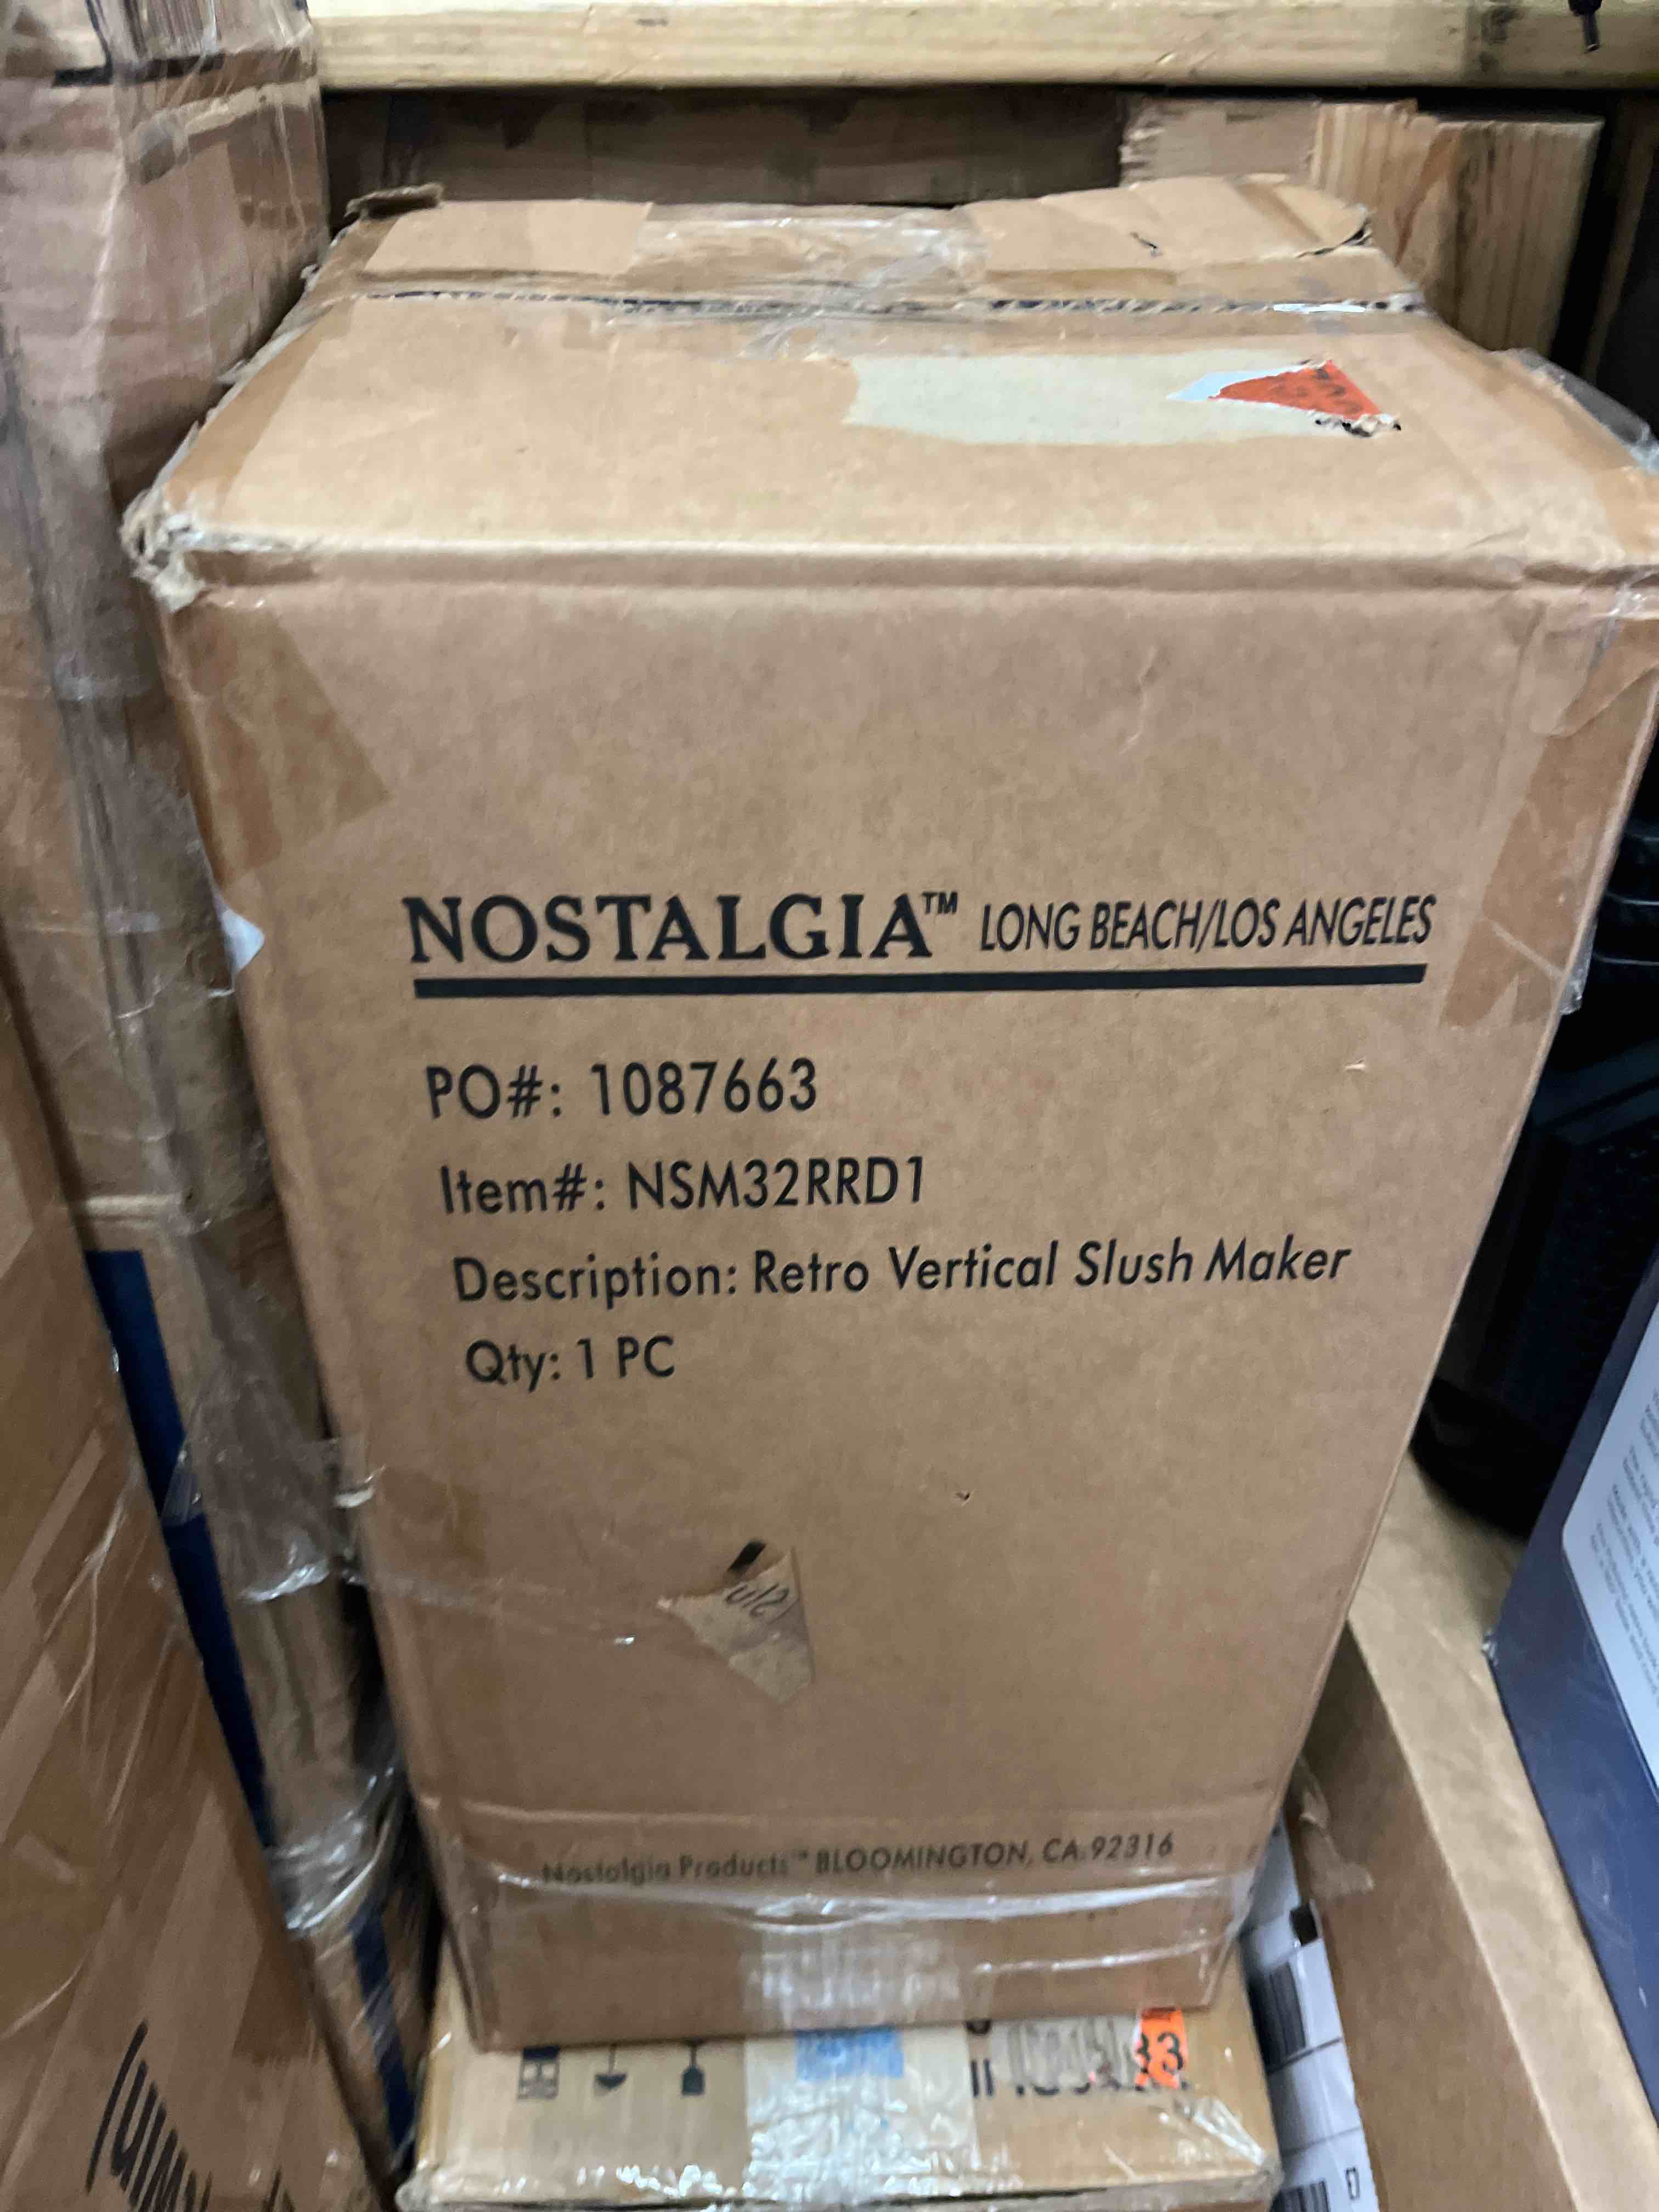 NOSTALGIA™ LONG BEACH/LOS ANGELES
PO#: 1087663
Item#: NSM32RRD1
Description: Retro Vertical Slush Maker
Qty: 1 PC
Nostalgia Products™ BLOOMINGTON, CA.92316
33